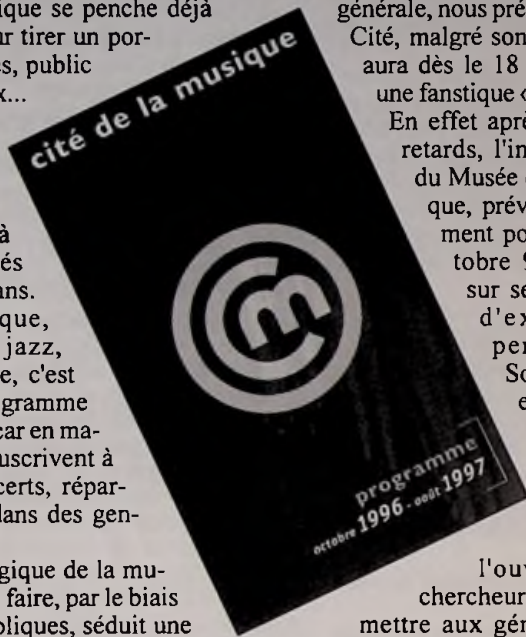 ique se penche déjà
ur tirer un por-
es, public
x...
à
és
ans.
que,
jazz,
e, c'est
gramme
car en ma-
uscrivent à
certs, répar-
dans des gen-
gique de la mu-
faire, par le biais
bliques, séduit une
cité de la musique
cm
programme
octobre 1996 - août 1997
générale, nous pré
Cité, malgré son
aura dès le 18
une fanstique «
En effet aprè
retards, l'in
du Musée
que, prév
ment po
tobre 9
sur se
d'ex
per
So
e
l'ouv
chercheur
mettre aux gén